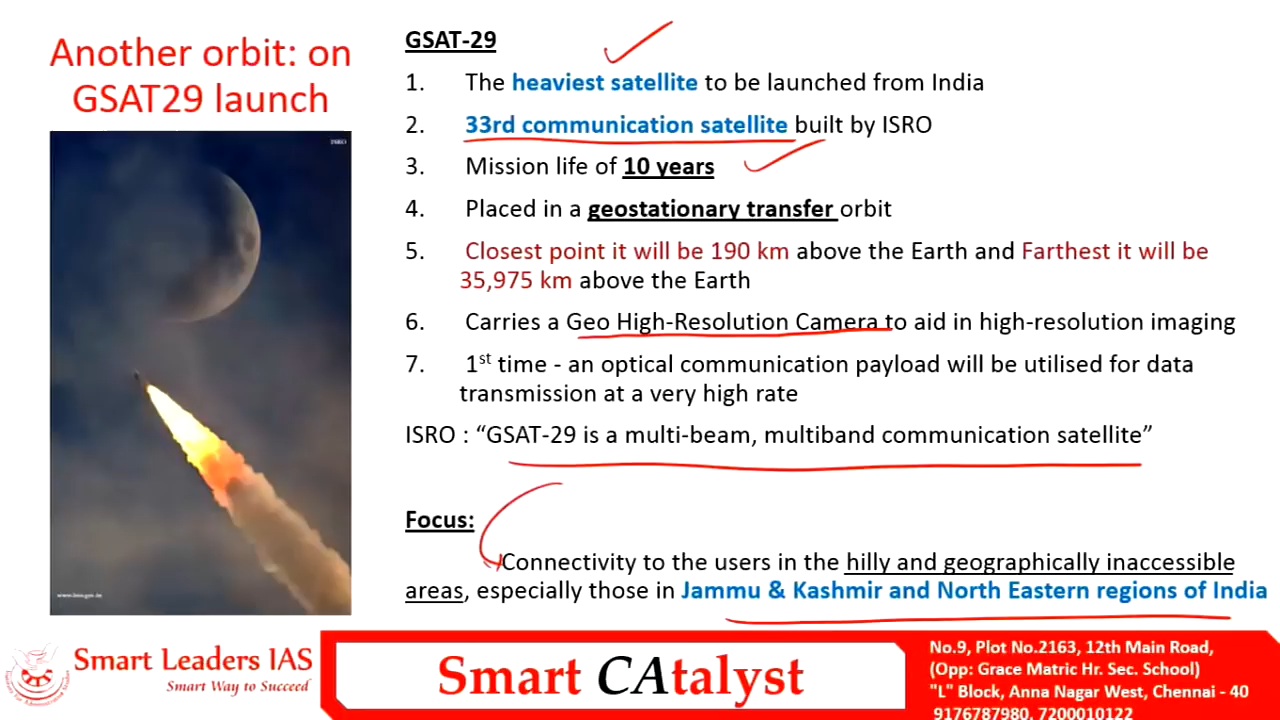 Another orbit: on
GSAT29 launch
ISRO
www.isro.gov.in
GSAT-29
1. The heaviest satellite to be launched from India
2. 33rd communication satellite built by ISRO
3. Mission life of 10 years
4. Placed in a geostationary transfer orbit
5. Closest point it will be 190 km above the Earth and Farthest it will be
35,975 km above the Earth
6. Carries a Geo High-Resolution Camera to aid in high-resolution imaging
7. 1st time - an optical communication payload will be utilised for data
transmission at a very high rate
ISRO : “GSAT-29 is a multi-beam, multiband communication satellite”
Focus:
Connectivity to the users in the hilly and geographically inaccessible
areas, especially those in Jammu & Kashmir and North Eastern regions of India
Smart Leaders IAS
Smart Way to Succeed
Smart CAtalyst
No.9, Plot No.2163, 12th Main Road,
(Opp: Grace Matric Hr. Sec. School)
"L" Block, Anna Nagar West, Chennai - 40
9176787980, 7200010122